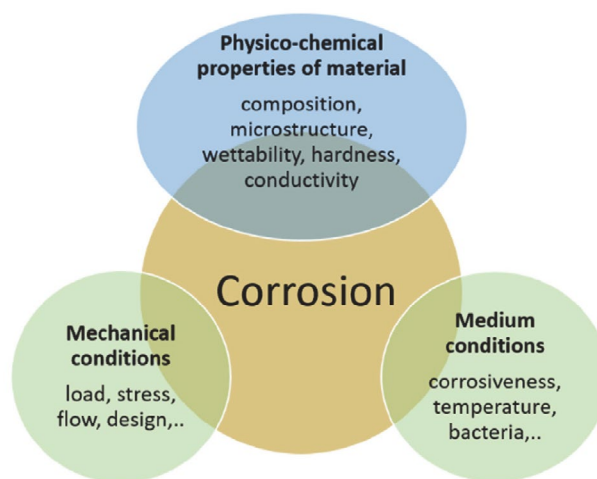 Physico-chemical
properties of material
composition,
microstructure,
wettability, hardness,
conductivity
Corrosion
Mechanical
conditions
load, stress,
flow, design,..
Medium
conditions
corrosiveness,
temperature,
bacteria,..